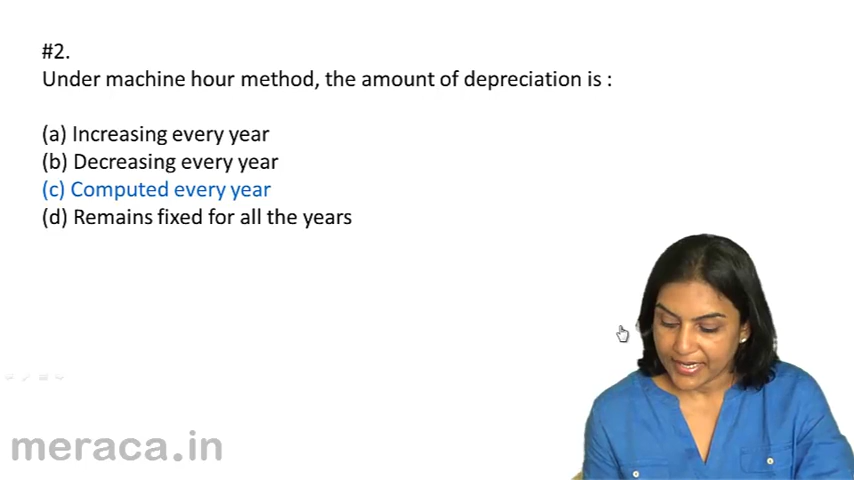 #2.
Under machine hour method, the amount of depreciation is :
(a) Increasing every year
(b) Decreasing every year
(c) Computed every year
(d) Remains fixed for all the years
meraca.in